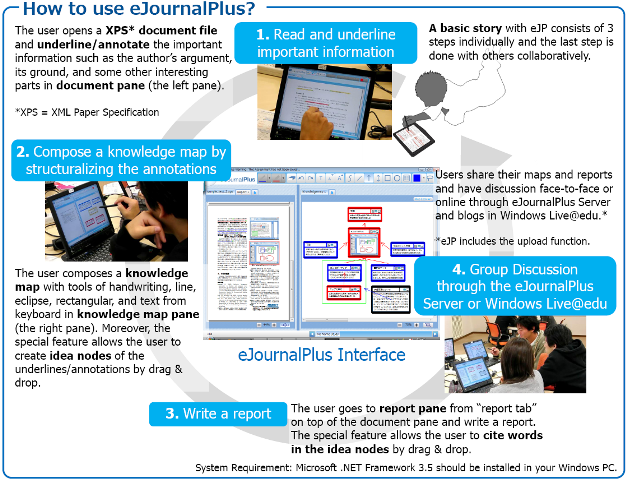 How to use eJournalPlus?
The user opens a XPS* document file
and underline/annotate the important
information such as the author's argument,
its ground, and some other interesting
parts in document pane (the left pane).
*XPS = XML Paper Specification
1. Read and underline
important information
A basic story with eJP consists of 3
steps individually and the last step is
done with others collaboratively.
2. Compose a knowledge map by
structuralizing the annotations
The user composes a knowledge
map with tools of handwriting, line,
eclipse, rectangular, and text from
keyboard in knowledge map pane
(the right pane). Moreover, the
special feature allows the user to
create idea nodes of the
underlines/annotations by drag &
drop.
eJournalPlus Interface
Users share their maps and reports
and have discussion face-to-face or
online through eJournalPlus Server
and blogs in Windows Live@edu.*
*eJP includes the upload function.
4. Group Discussion
through the eJournalPlus
Server or Windows Live@edu
3. Write a report
The user goes to report pane from “report tab”
on top of the document pane and write a report.
The special feature allows the user to cite words
in the idea nodes by drag & drop.
System Requirement: Microsoft .NET Framework 3.5 should be installed in your Windows PC.